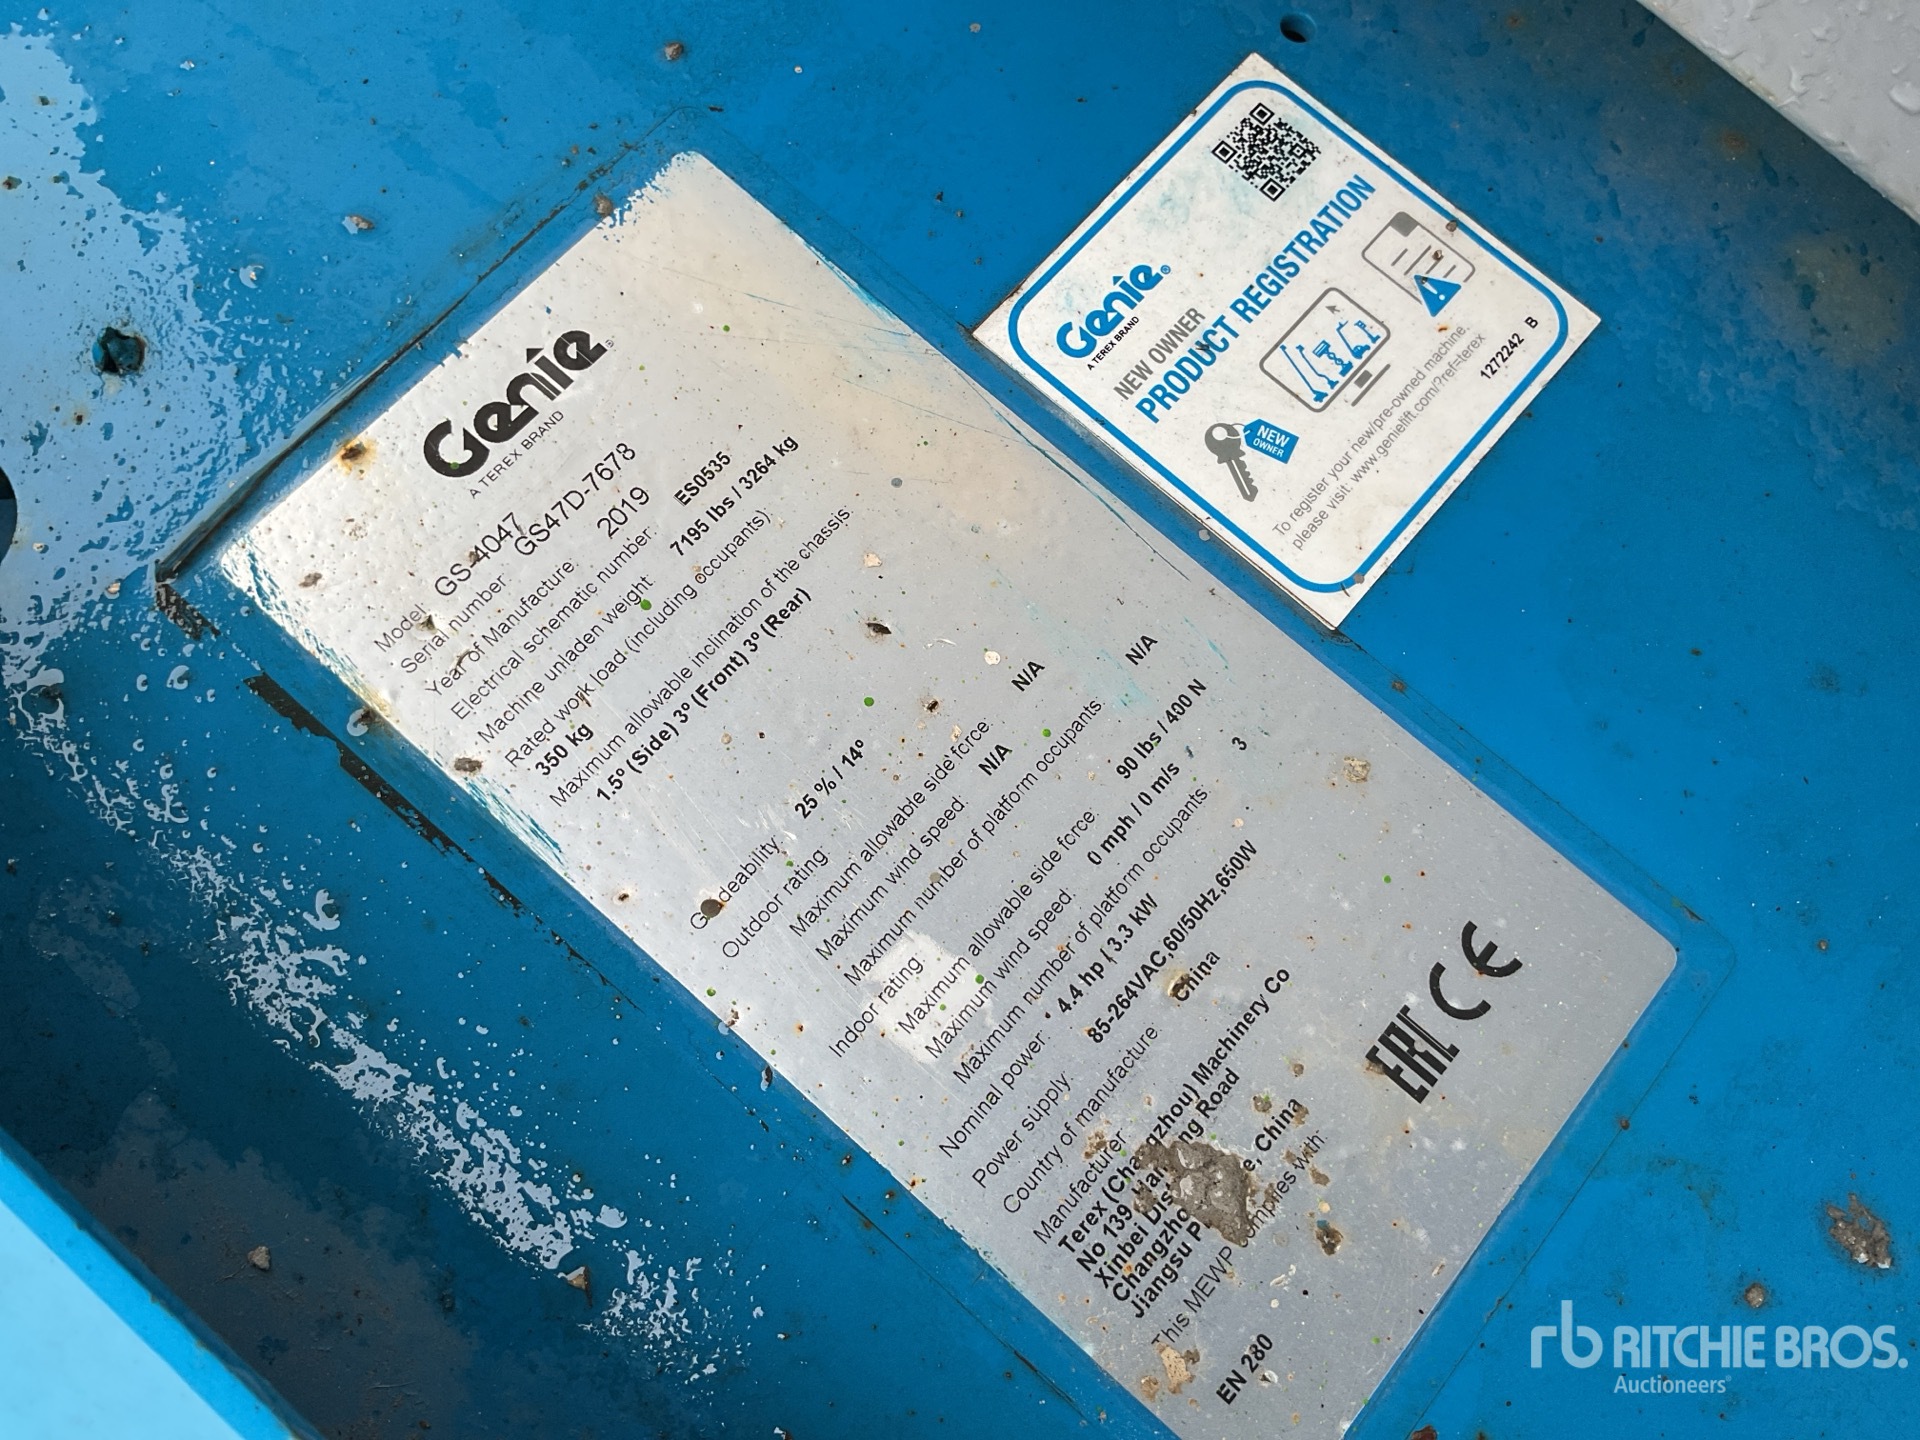 Genie
A TEREX BRAND
Model: GS-4047
Serial number: GS47D-7678
Year of Manufacture: 2019
Electrical schematic number: ES0535
Machine unladen weight: 7195 lbs / 3264 kg
Rated work load (including occupants):
350 kg
Maximum allowable inclination of the chassis:
1.5º (Side) 3º (Front) 3º (Rear)
Gradeability: 25 % / 14º
Outdoor rating:
Maximum allowable side force: N/A
Maximum wind speed: N/A
Maximum number of platform occupants: N/A
Indoor rating:
Maximum allowable side force: 90 lbs / 400 N
Maximum wind speed: 0 mph / 0 m/s
Maximum number of platform occupants: 3
Nominal power: 4.4 hp / 3.3 kW
Power supply: 85-264VAC,60/50Hz,650W
Country of manufacture: China
Manufacturer:
Terex (Changzhou) Machinery Co
No 139 Road
Xinbei
Changzhou
Jiangsu China
This MEWP complies with:
EN 280
EAC CE
Genie®
A TEREX BRAND
NEW OWNER
PRODUCT REGISTRATION
NEW
OWNER
To register your new/pre-owned machine,
please visit: www.genielift.com/?ref=terex
1272242 B
rb RITCHIE BROS.
Auctioneers